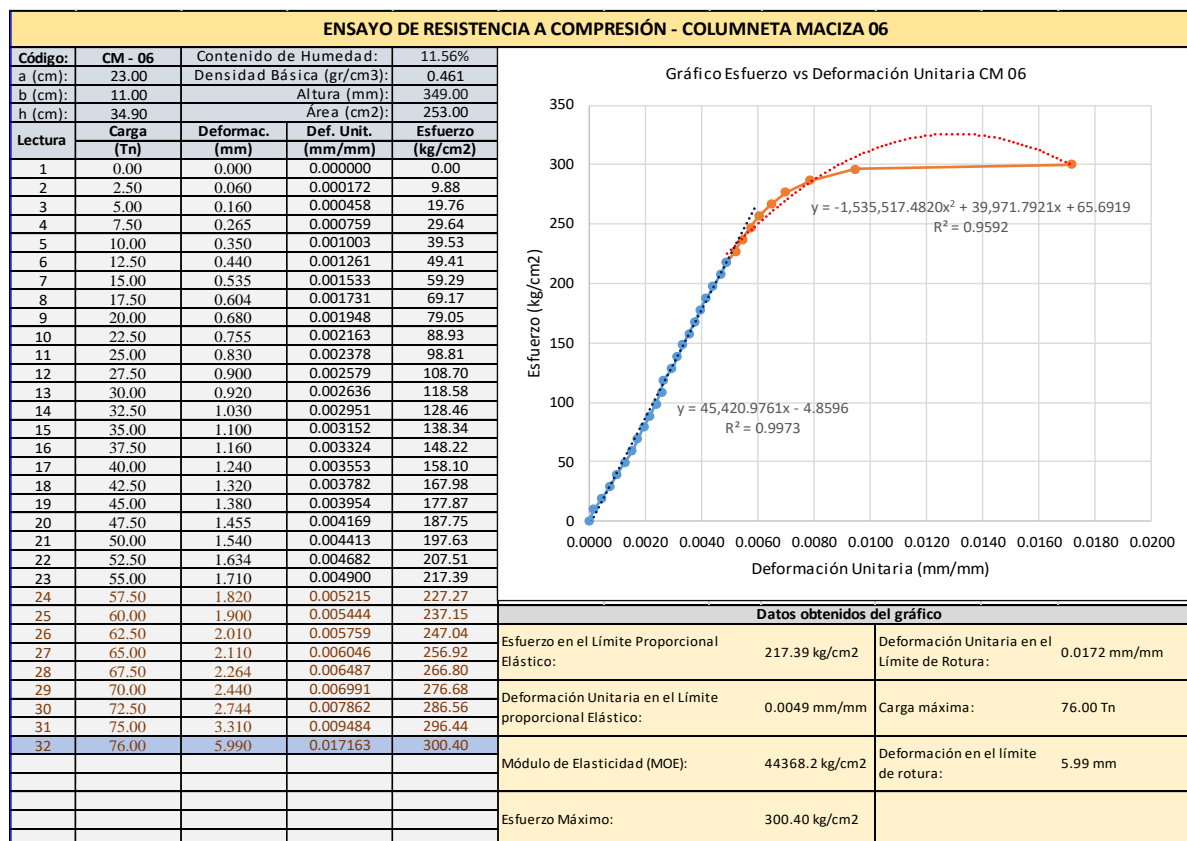 ENSAYO DE RESISTENCIA A COMPRESIÓN - COLUMNETA MACIZA 06
Código: CM - 06 Contenido de Humedad: 11.56%
a (cm): 23.00 Densidad Básica (gr/cm3): 0.461
b (cm): 11.00 Altura (mm): 349.00
h (cm): 34.90 Área (cm2): 253.00
Lectura Carga Deformac. Def. Unit. Esfuerzo
(Tn) (mm) (mm/mm) (kg/cm2)
1 0.00 0.000 0.000000 0.00
2 2.50 0.060 0.000172 9.88
3 5.00 0.160 0.000458 19.76
4 7.50 0.265 0.000759 29.64
5 10.00 0.350 0.001003 39.53
6 12.50 0.440 0.001261 49.41
7 15.00 0.535 0.001533 59.29
8 17.50 0.604 0.001731 69.17
9 20.00 0.680 0.001948 79.05
10 22.50 0.755 0.002163 88.93
11 25.00 0.830 0.002378 98.81
12 27.50 0.900 0.002579 108.70
13 30.00 0.920 0.002636 118.58
14 32.50 1.030 0.002951 128.46
15 35.00 1.100 0.003152 138.34
16 37.50 1.160 0.003324 148.22
17 40.00 1.240 0.003553 158.10
18 42.50 1.320 0.003782 167.98
19 45.00 1.380 0.003954 177.87
20 47.50 1.455 0.004169 187.75
21 50.00 1.540 0.004413 197.63
22 52.50 1.634 0.004682 207.51
23 55.00 1.710 0.004900 217.39
24 57.50 1.820 0.005215 227.27
25 60.00 1.900 0.005444 237.15
26 62.50 2.010 0.005759 247.04
27 65.00 2.110 0.006046 256.92
28 67.50 2.264 0.006487 266.80
29 70.00 2.440 0.006991 276.68
30 72.50 2.744 0.007862 286.56
31 75.00 3.310 0.009484 296.44
32 76.00 5.990 0.017163 300.40
Gráfico Esfuerzo vs Deformación Unitaria CM 06
350
300
250
200
150
100
50
0
Esfuerzo (kg/cm2)
y = -1,535,517.4820x² + 39,971.7921x + 65.6919
R² = 0.9592
y = 45,420.9761x - 4.8596
R² = 0.9973
0.0000 0.0020 0.0040 0.0060 0.0080 0.0100 0.0120 0.0140 0.0160 0.0180 0.0200
Deformación Unitaria (mm/mm)
Datos obtenidos del gráfico
Esfuerzo en el Límite Proporcional
Elástico:
217.39 kg/cm2
Deformación Unitaria en el
Límite de Rotura:
0.0172 mm/mm
Deformación Unitaria en el Límite
proporcional Elástico:
0.0049 mm/mm
Carga máxima: 76.00 Tn
Módulo de Elasticidad (MOE): 44368.2 kg/cm2
Deformación en el límite
de rotura:
5.99 mm
Esfuerzo Máximo: 300.40 kg/cm2